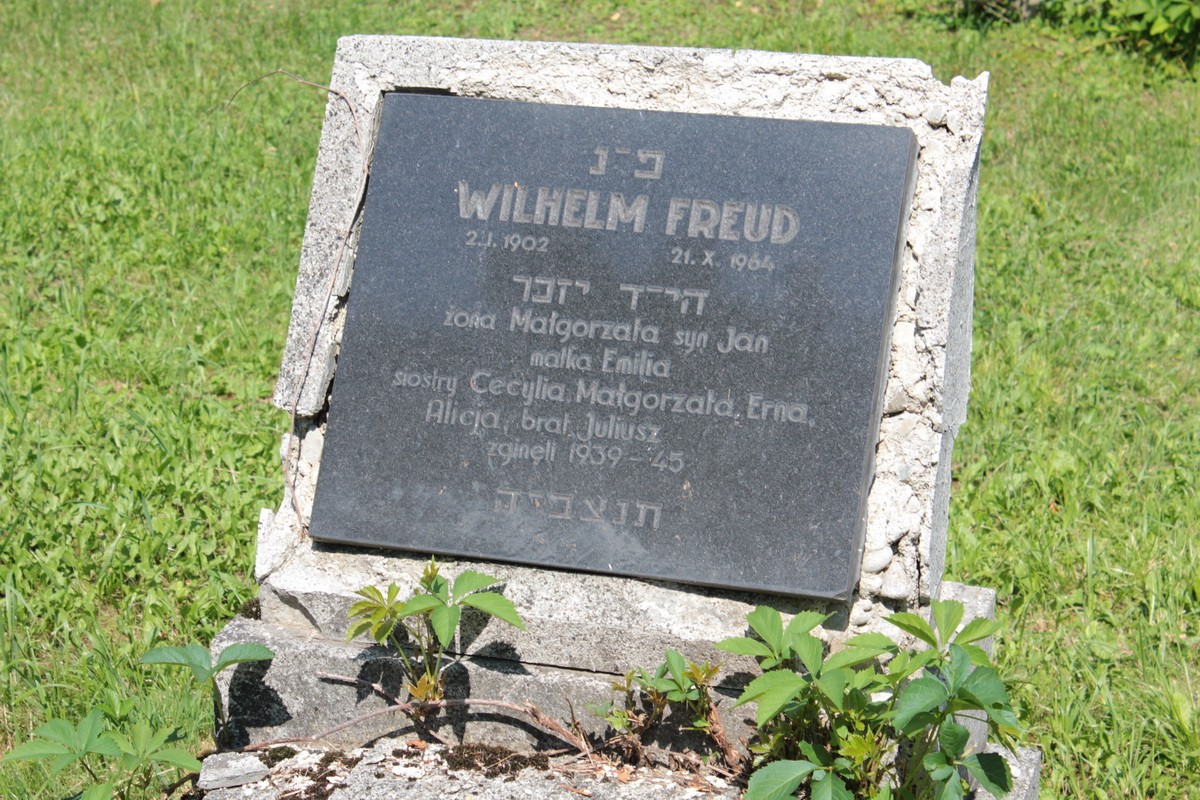 פ־נ
WILHELM FREUD
2.I. 1902 21. X. 1964
הי־ד יזכר
żona Małgorzata syn Jan
matka Emilia
siostry Cecylia Małgorzata, Erna,
Alicja, brat Juliusz
zginęli 1939 - 45
תנצביה